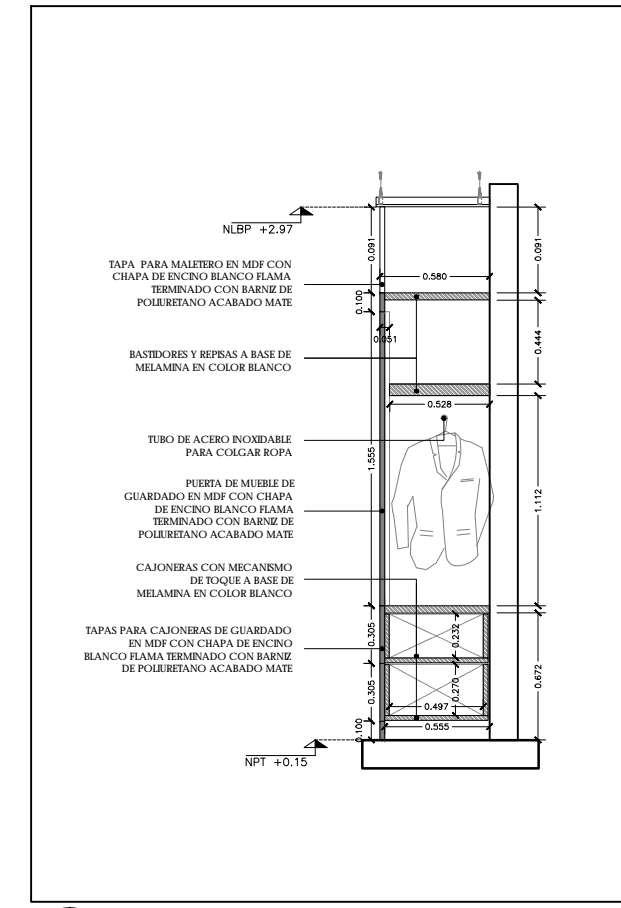 NLBP +2.97
TAPA PARA MALETERO EN MDF CON
CHAPA DE ENCINO BLANCO FLAMA
TERMINADO CON BARNIZ DE
POLIURETANO ACABADO MATE
BASTIDORES Y REPISAS A BASE DE
MELAMINA EN COLOR BLANCO
TUBO DE ACERO INOXIDABLE
PARA COLGAR ROPA
PUERTA DE MUEBLE DE
GUARDADO EN MDF CON CHAPA
DE ENCINO BLANCO FLAMA
TERMINADO CON BARNIZ DE
POLIURETANO ACABADO MATE
CAJONERAS CON MECANISMO
DE TOQUE A BASE DE
MELAMINA EN COLOR BLANCO
TAPAS PARA CAJONERAS DE GUARDADO
EN MDF CON CHAPA DE ENCINO
BLANCO FLAMA TERMINADO CON BARNIZ
DE POLIURETANO ACABADO MATE
NPT +0.15
0.091
0.100
1.555
0.305
0.305
0.100
0.580
0.051
0.528
0.232
0.270
0.497
0.555
0.091
0.444
1.112
0.672